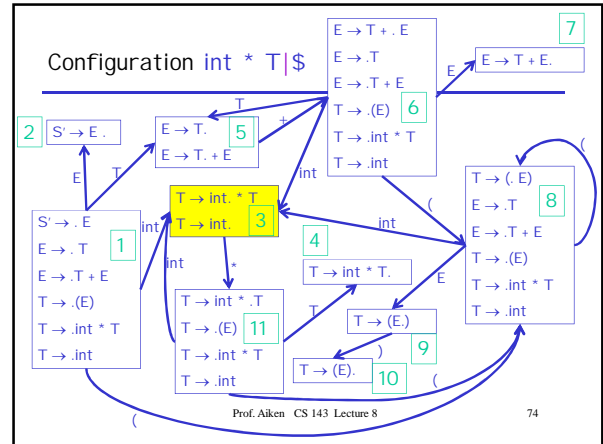 Configuration int * T|$
7
E → T + . E
E → .T
E → .T + E
T → .(E)
T → .int * T
T → .int
6
E
E → T + E.
2
S' → E .
E → T.
E → T. + E
5
T
+
E
T
int
(
int
T → int. * T
T → int.
3
S' → . E
E → . T
E → .T + E
T → .(E)
T → .int * T
T → .int
1
int
int
*
4
T → int * T.
T → int * .T
T → .(E)
T → .int * T
T → .int
11
T
E
T → (E.)
9
)
T → (E).
10
(
T → (. E)
E → .T
E → .T + E
T → .(E)
T → .int * T
T → .int
8
(
(
Prof. Aiken CS 143 Lecture 8
74